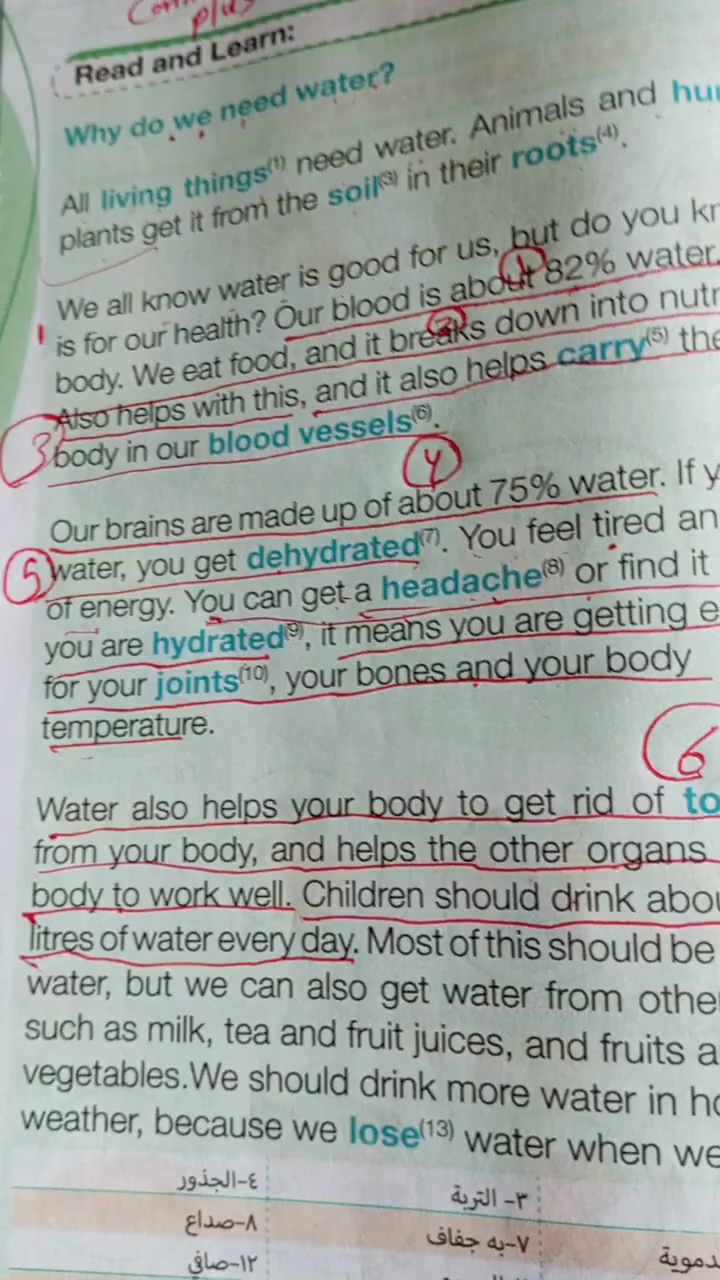 plus
Read and Learn:
Why do we need water?
All living things(1) need water. Animals and
plants get it from the soil(3) in their roots(4).
We all know water is good for us, but do you
is for our health? Our blood is about 82% water.
body. We eat food, and it breaks down into
Also helps with this, and it also helps carry(5) the
body in our blood vessels(6).
Our brains are made up of about 75% water. If
water, you get dehydrated(7). You feel tired
of energy. You can get a headache(8) or find it
you are hydrated(9), it means you are getting
for your joints(10), your bones and your body
temperature.
Water also helps your body to get rid of
from your body, and helps the other organs
body to work well. Children should drink
litres of water every day. Most of this should be
water, but we can also get water from
such as milk, tea and fruit juices, and fruits
vegetables.We should drink more water in
weather, because we lose(13) water when we
٣- التربة ٤-الجذور
٧-به جفاف ٨-صداع
١٢-صافي
1
2
3
4
5
6